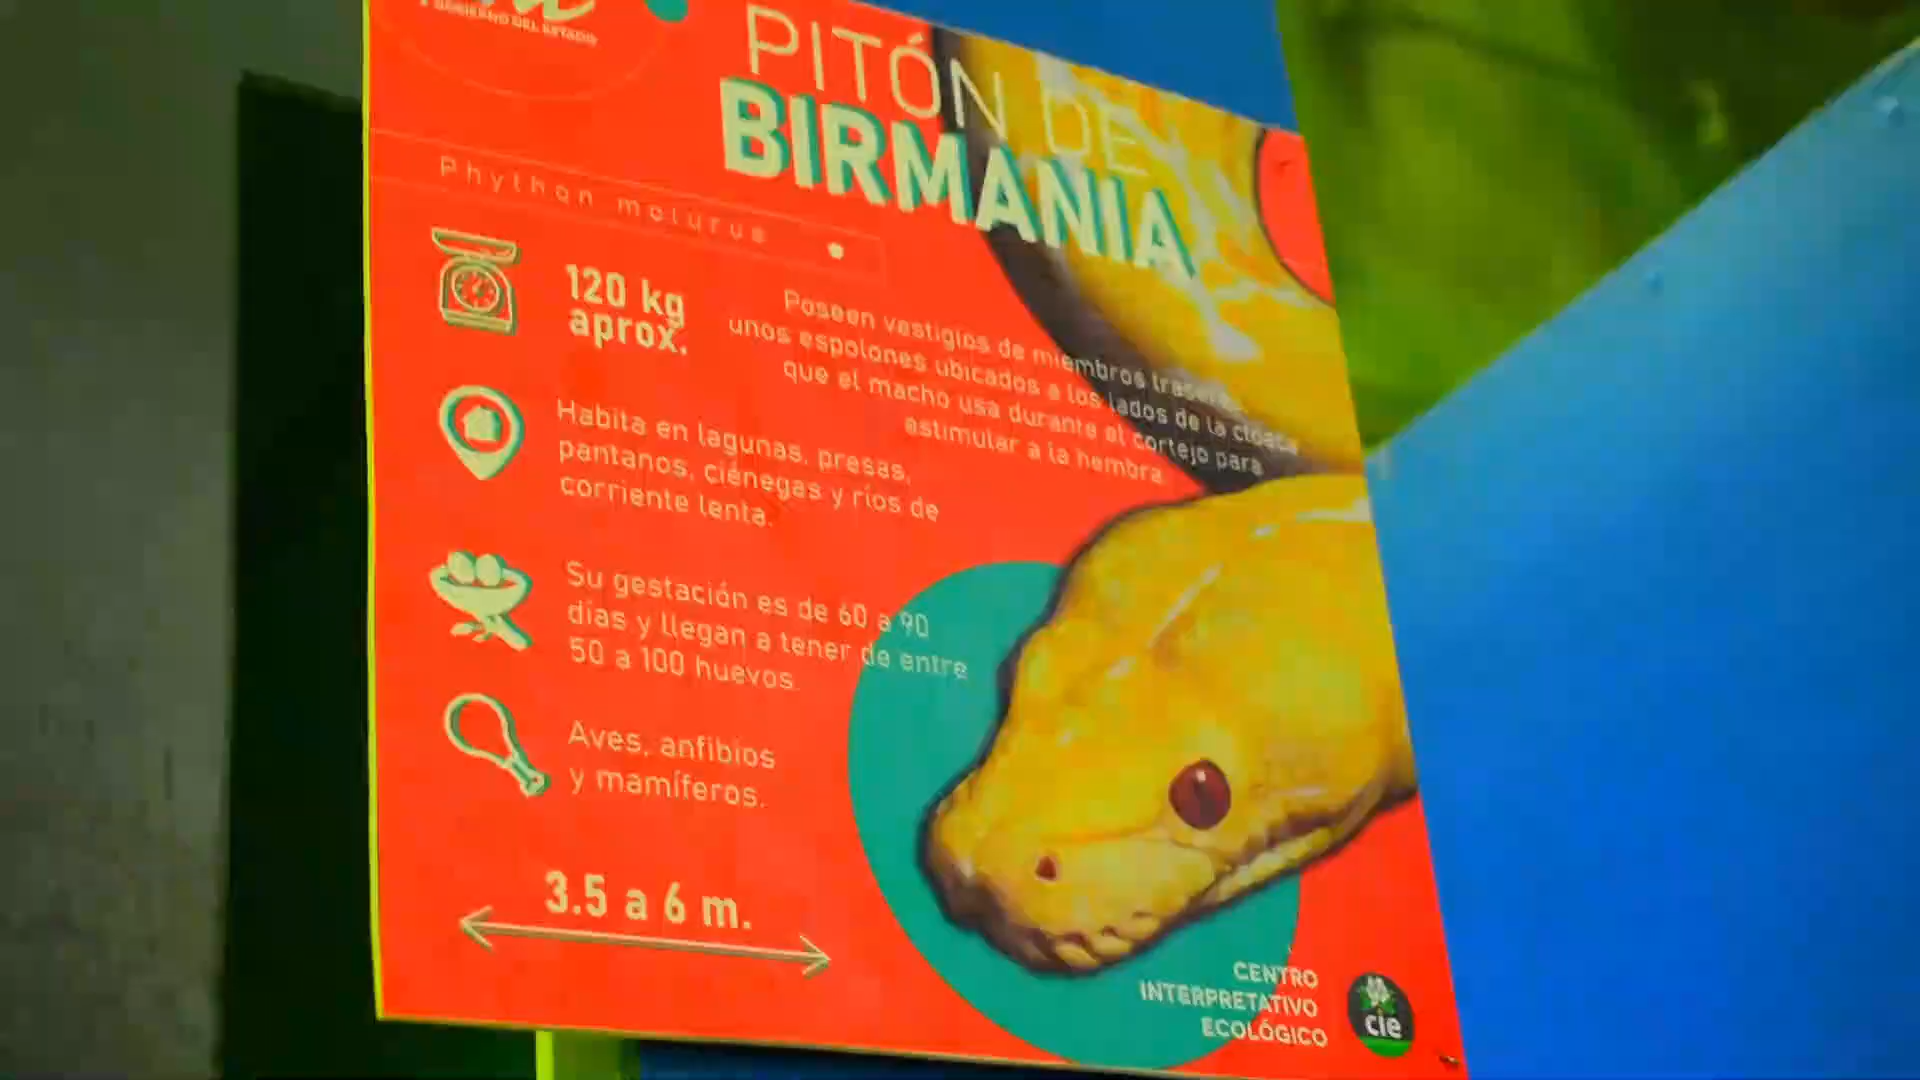 GOBIERNO DEL ESTADO
PITÓN DE
BIRMANIA
Phython molurus
120 kg
aprox.
Poseen vestigios de miembros traseros,
unos espolones ubicados a los lados de la cloaca
que el macho usa durante el cortejo para
estimular a la hembra.
Habita en lagunas, presas,
pantanos, ciénegas y ríos de
corriente lenta.
Su gestación es de 60 a 90
días y llegan a tener de entre
50 a 100 huevos.
Aves, anfibios
y mamíferos.
3.5 a 6 m.
CENTRO
INTERPRETATIVO
ECOLÓGICO
cie